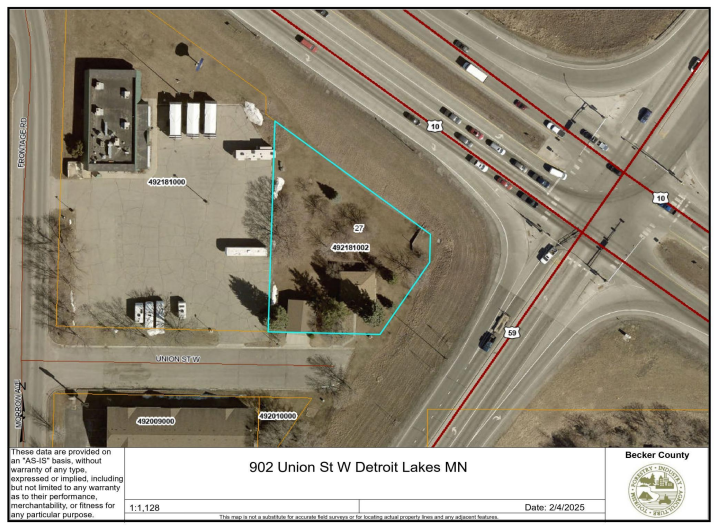 FRONTAGE RD
10
10
492181000
27
492181002
59
UNION ST W
MORROW AVE
492010000
492009000
These data are provided on
an "AS-IS" basis, without
warranty of any type,
expressed or implied, including
but not limited to any warranty
as to their performance,
merchantability, or fitness for
any particular purpose.
902 Union St W Detroit Lakes MN
1:1,128
Date: 2/4/2025
This map is not a substitute for accurate field surveys or for locating actual property lines and any adjacent features.
Becker County
FORESTRY • INDUSTRY
AGRICULTURE • TOURISM